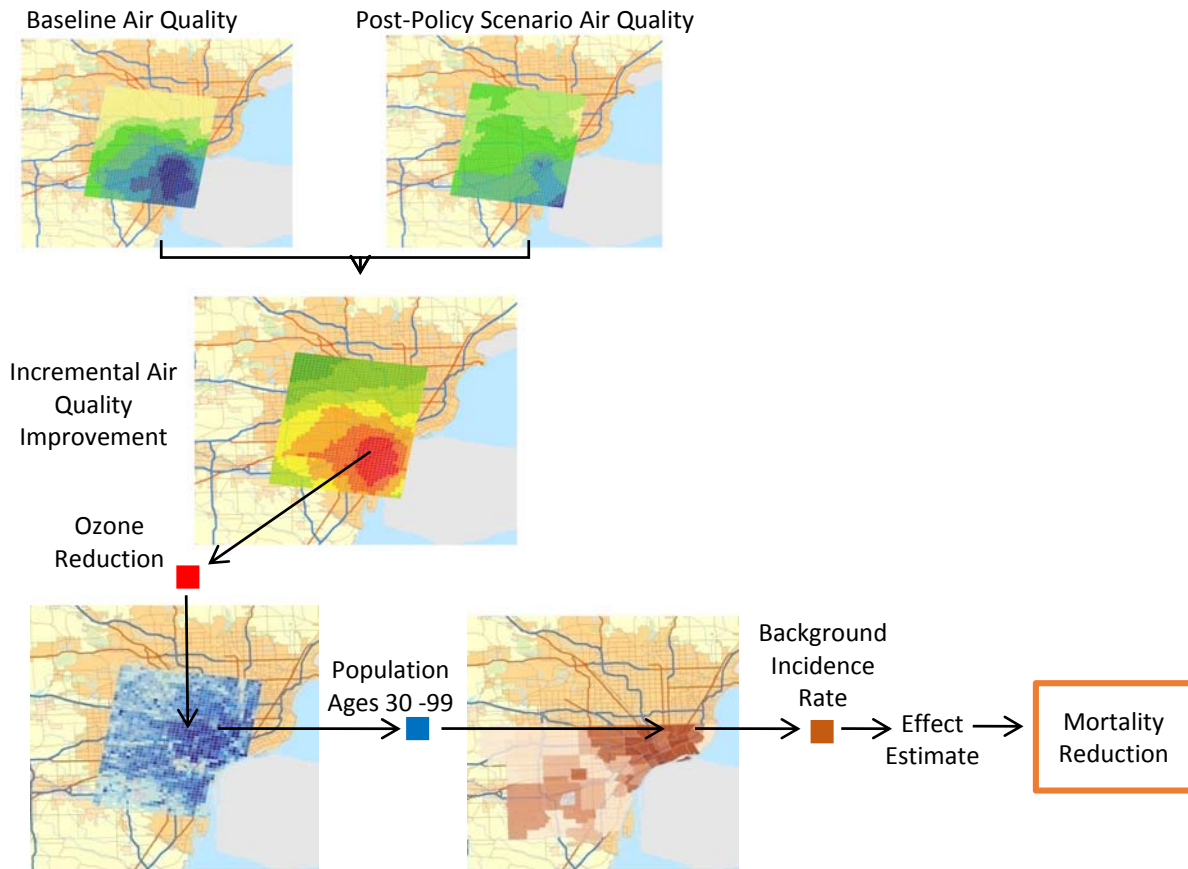 Baseline Air Quality
Post-Policy Scenario Air Quality
Incremental Air
Quality
Improvement
Ozone
Reduction
Population
Ages 30 -99
Background
Incidence
Rate
Effect
Estimate
Mortality
Reduction